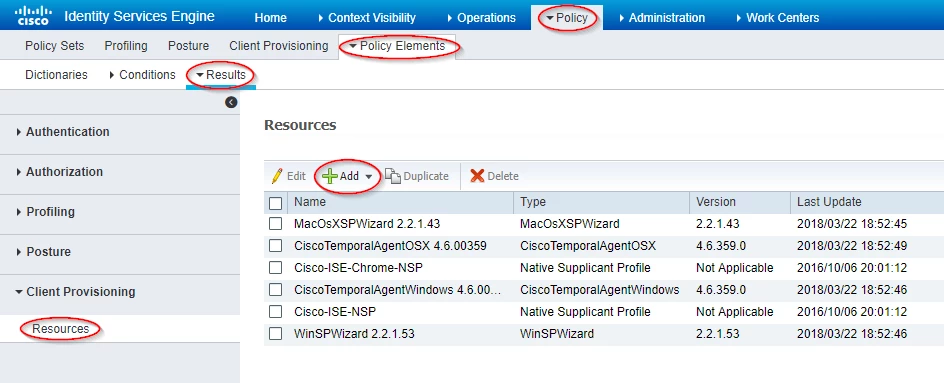 cisco Identity Services Engine Home Context Visibility Operations Policy Administration Work Centers
Policy Sets Profiling Posture Client Provisioning Policy Elements
Dictionaries Conditions Results
Authentication
Authorization
Profiling
Posture
Client Provisioning
Resources
Resources
Edit Add Duplicate Delete
Name Type Version Last Update
MacOsXSPWizard 2.2.1.43 MacOsXSPWizard 2.2.1.43 2018/03/22 18:52:45
CiscoTemporalAgentOSX 4.6.00359 CiscoTemporalAgentOSX 4.6.359.0 2018/03/22 18:52:49
Cisco-ISE-Chrome-NSP Native Supplicant Profile Not Applicable 2016/10/06 20:01:12
CiscoTemporalAgentWindows 4.6.00... CiscoTemporalAgentWindows 4.6.359.0 2018/03/22 18:52:46
Cisco-ISE-NSP Native Supplicant Profile Not Applicable 2016/10/06 20:01:12
WinSPWizard 2.2.1.53 WinSPWizard 2.2.1.53 2018/03/22 18:52:46